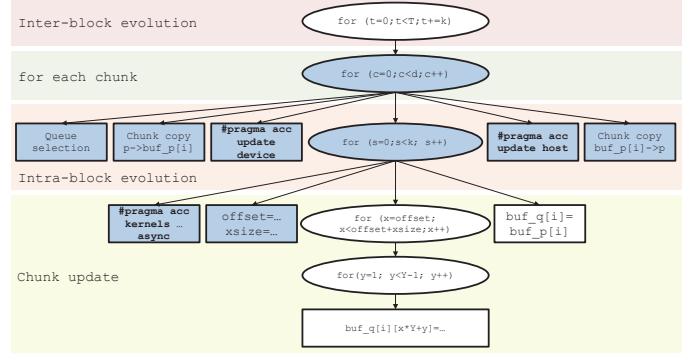 Inter-block evolution
for (t=0;t<T;t+=k)
for each chunk
for (c=0;c<d;c++)
Queue
selection
Chunk copy
p->buf_p[i]
#pragma acc
update
device
for (s=0;s<k; s++)
#pragma acc
update host
Chunk copy
buf_p[i]->p
Intra-block evolution
#pragma acc
kernels …
async
offset=…
xsize=…
for (x=offset;
x<offset+xsize;x++)
buf_q[i]=
buf_p[i]
Chunk update
for(y=1; y<Y-1; y++)
buf_q[i][x*Y+y]=…